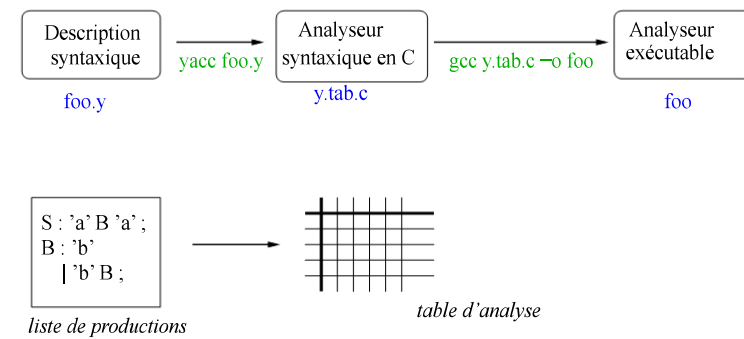 Description
syntaxique
yacc foo.y
Analyseur
syntaxique en C
gcc y.tab.c −o foo
Analyseur
exécutable
foo.y
y.tab.c
foo
S : ’a’ B ’a’ ;
B : ’b’
| ’b’ B ;
liste de productions
table d’analyse